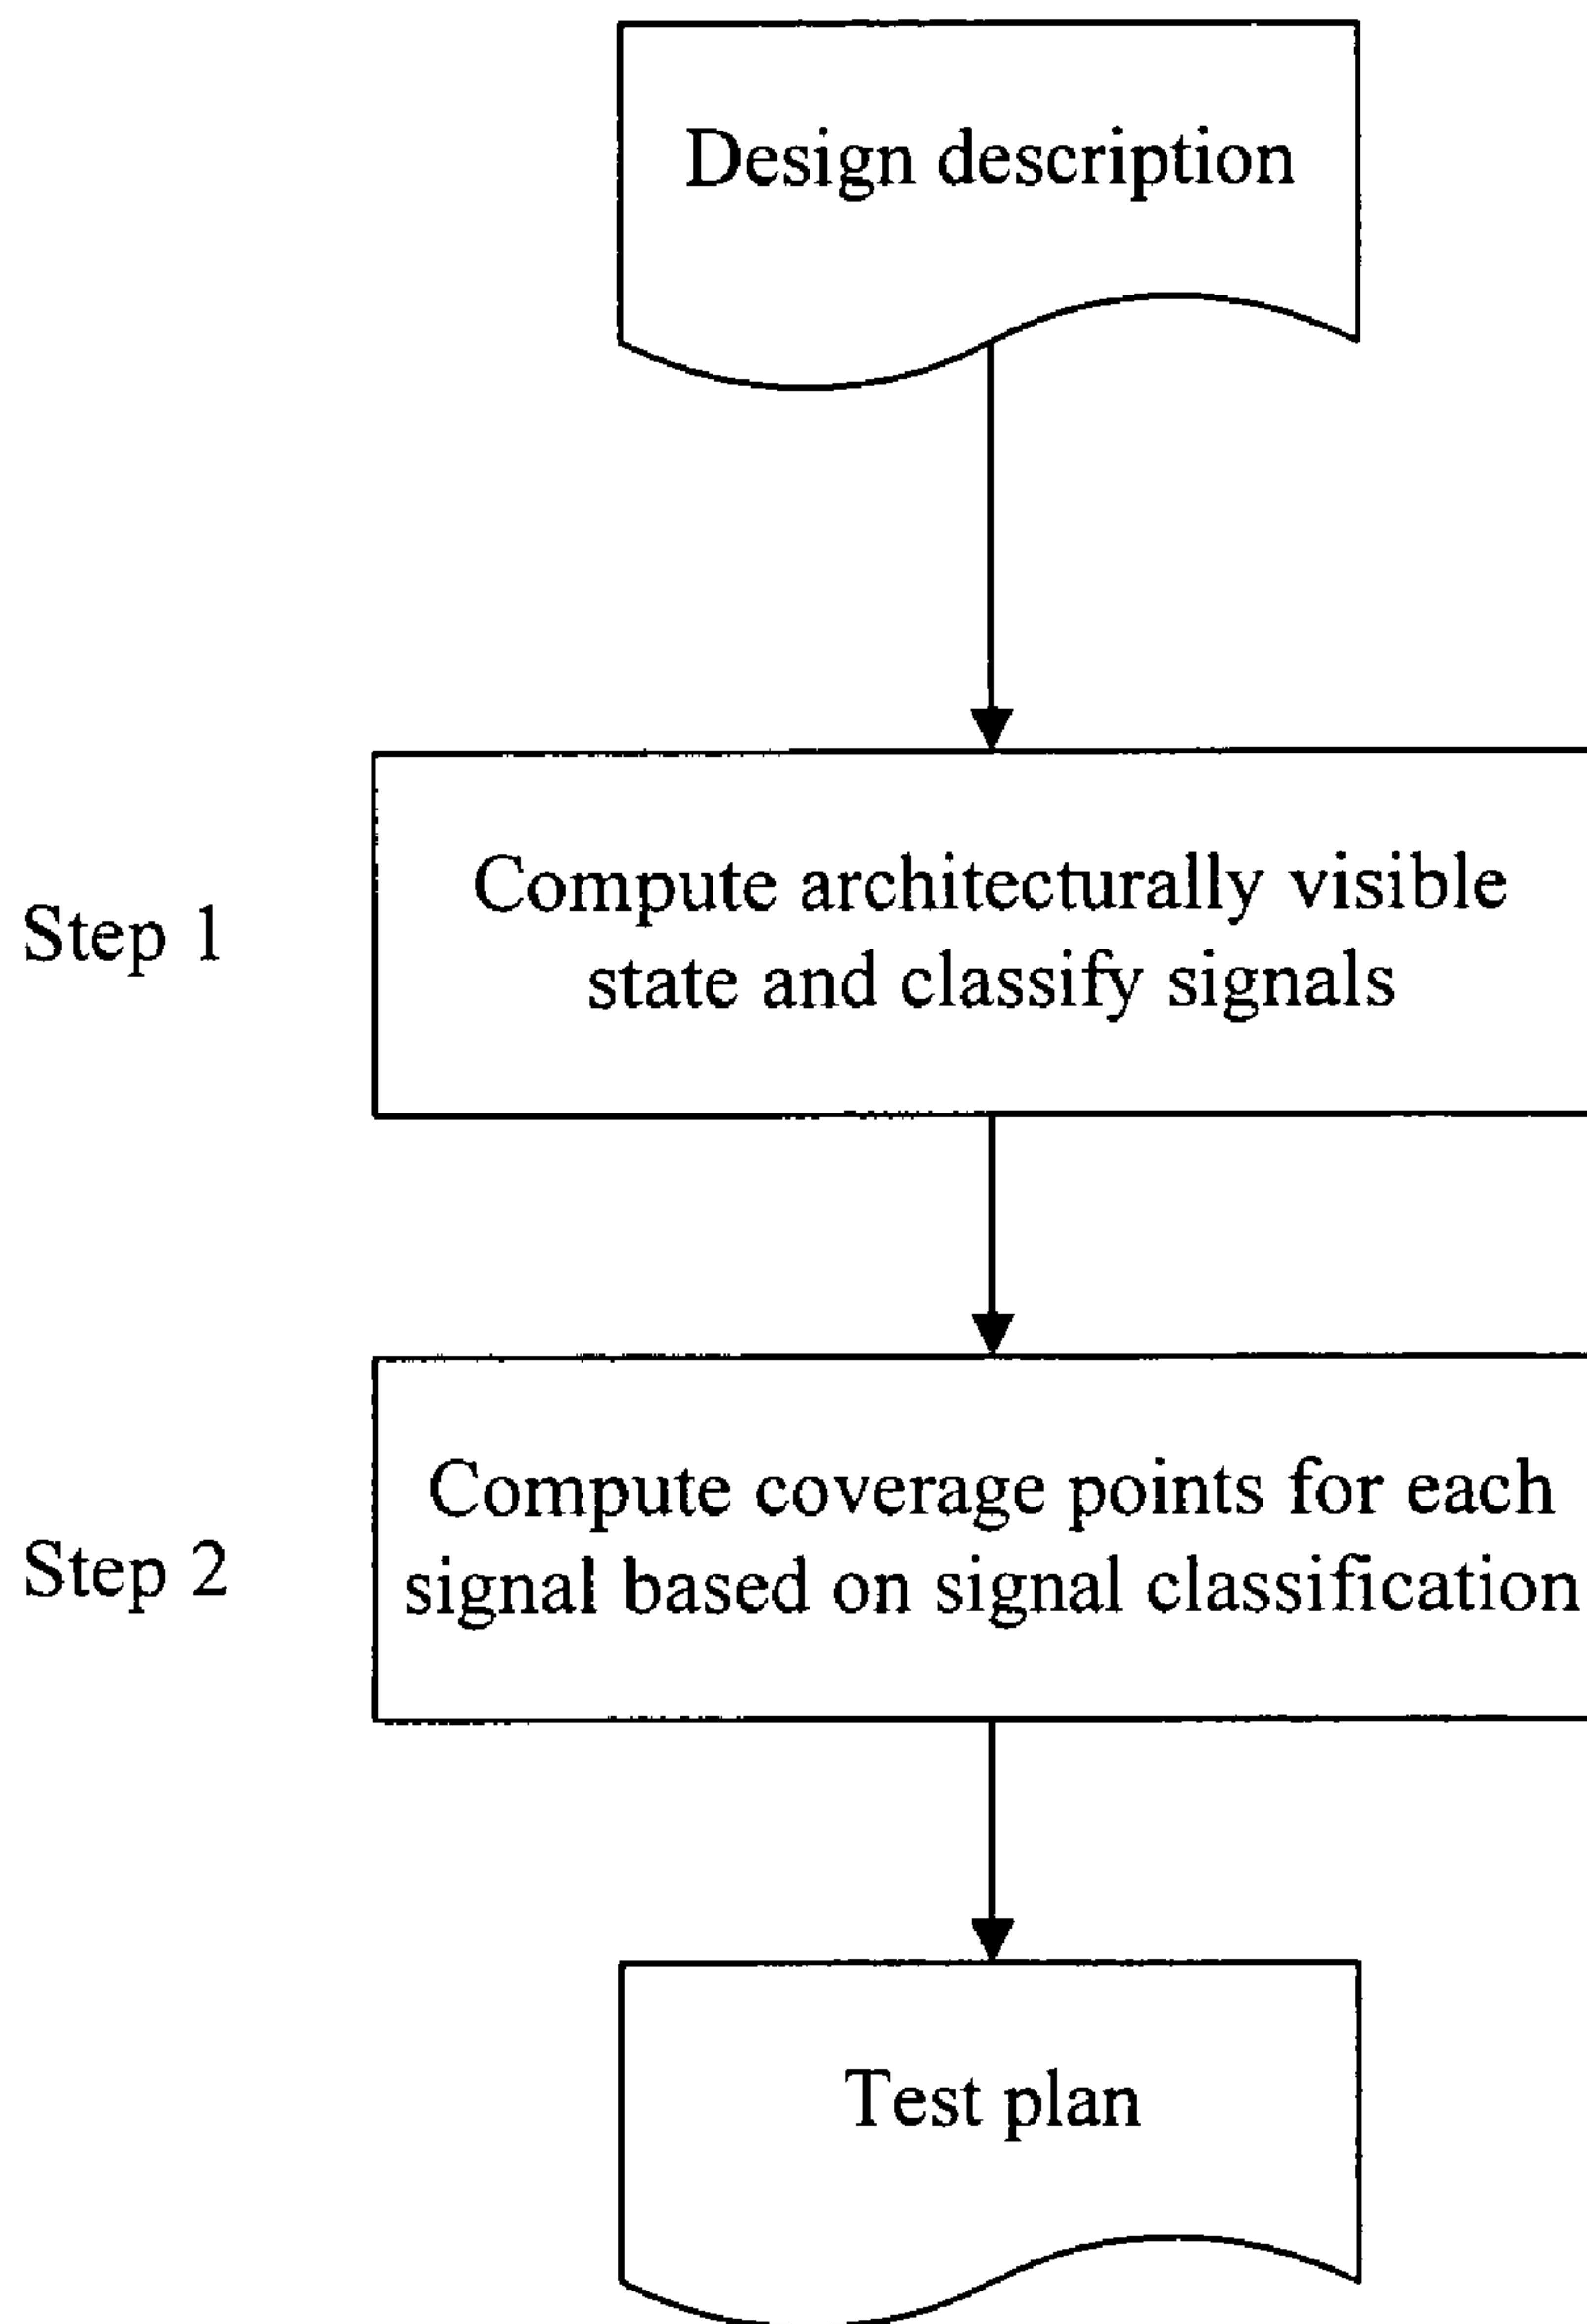 Design description
Step 1
Compute architecturally visible
state and classify signals
Step 2
Compute coverage points for each
signal based on signal classification
Test plan